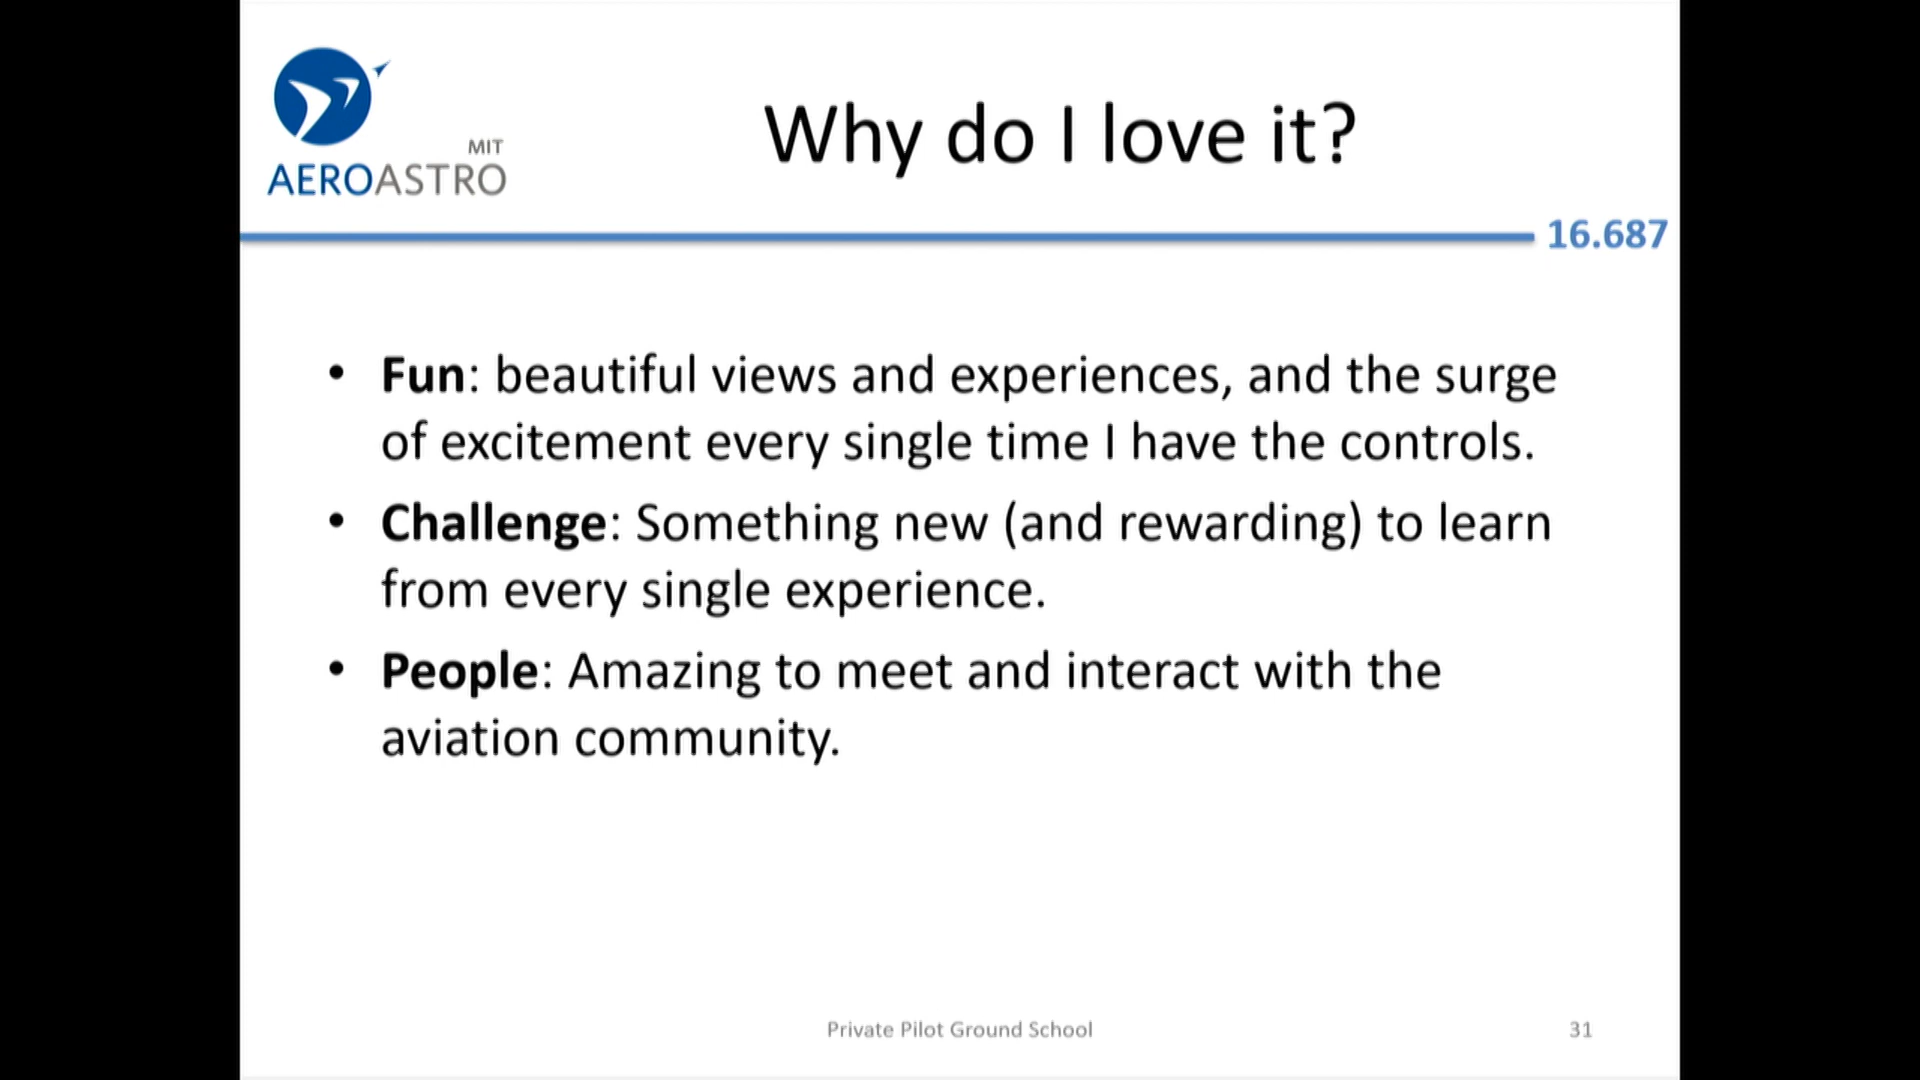 MIT
AEROASTRO
Why do I love it?
16.687
• Fun: beautiful views and experiences, and the surge
of excitement every single time I have the controls.
• Challenge: Something new (and rewarding) to learn
from every single experience.
• People: Amazing to meet and interact with the
aviation community.
Private Pilot Ground School
31